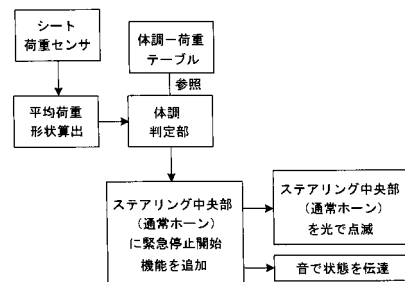 シート
荷重センサ
体調－荷重
テーブル
参照
平均荷重
形状算出
体調
判定部
ステアリング中央部
(通常ホーン)
に緊急停止開始
機能を追加
ステアリング中央部
(通常ホーン)
を光で点滅
音で状態を伝達